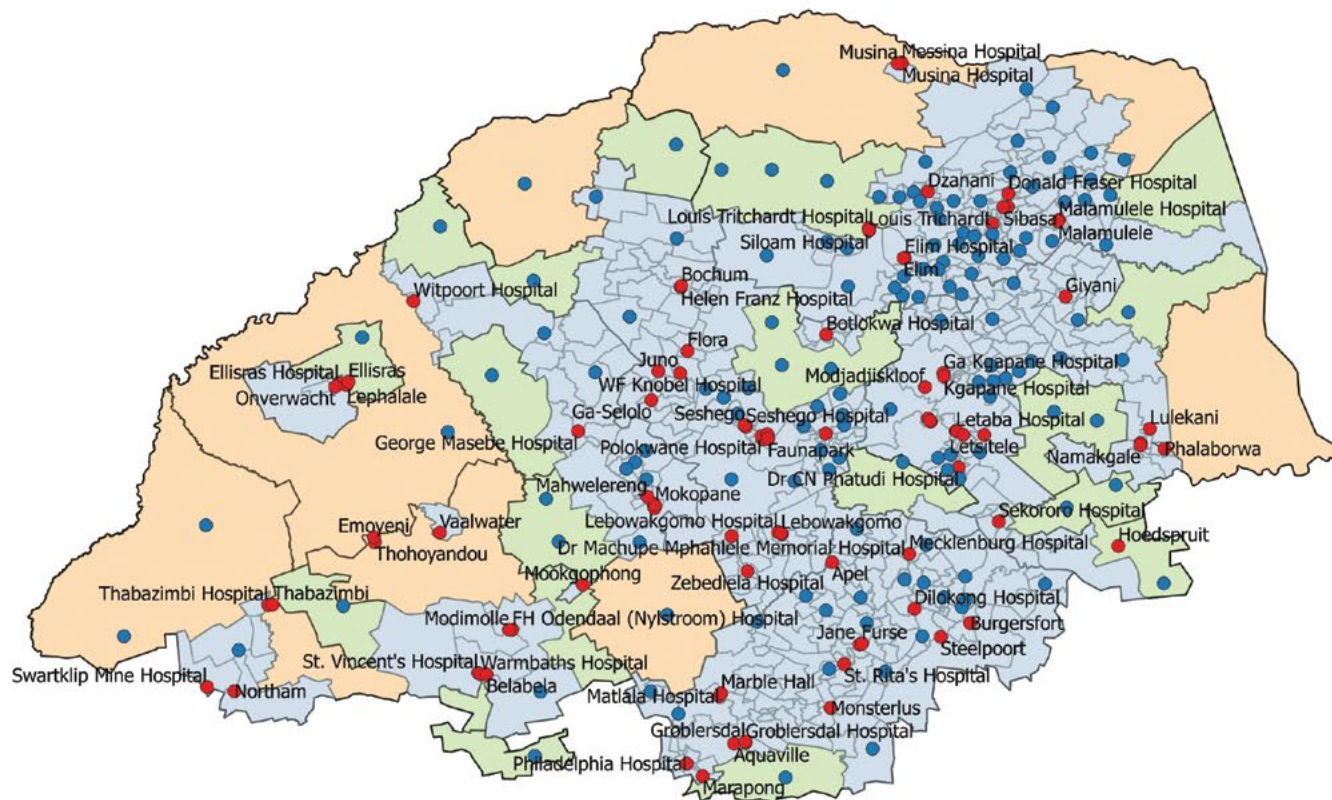 Musina Messina Hospital
Musina Hospital
Dzanani
Donald Fraser Hospital
Louis Tritchardt Hospital
Louis Trichardt
Sibasa
Malamulele Hospital
Malamulele
Siloam Hospital
Elim Hospital
Elim
Bochum
Giyani
Witpoort Hospital
Helen Franz Hospital
Botlokwa Hospital
Flora
Juno
Ga Kgapane Hospital
Ellisras Hospital
Ellisras
WF Knobel Hospital
Modjadjiskloof
Kgapane Hospital
Onverwacht
Lephalale
Ga-Selolo
Seshego
Seshego Hospital
Letaba Hospital
Lulekani
George Masebe Hospital
Polokwane Hospital
Faunapark
Letsitele
Namakgale
Phalaborwa
Mahwelereng
Dr CN Phatudi Hospital
Mokopane
Sekororo Hospital
Emoyeni
Vaalwater
Lebowakgomo Hospital
Lebowakgomo
Thohoyandou
Dr Machupe Mphahlele Memorial Hospital
Mecklenburg Hospital
Hoedspruit
Mookgophong
Zebediela Hospital
Apel
Thabazimbi Hospital
Thabazimbi
Dilokong Hospital
Modimolle
FH Odendaal (Nylstroom) Hospital
Burgersfort
Jane Furse
Steelpoort
St. Vincent's Hospital
Warmbaths Hospital
Swartklip Mine Hospital
Northam
Belabela
Matlala Hospital
Marble Hall
St. Rita's Hospital
Monsterlus
Groblersdal
Groblersdal Hospital
Aquaville
Philadelphia Hospital
Marapong